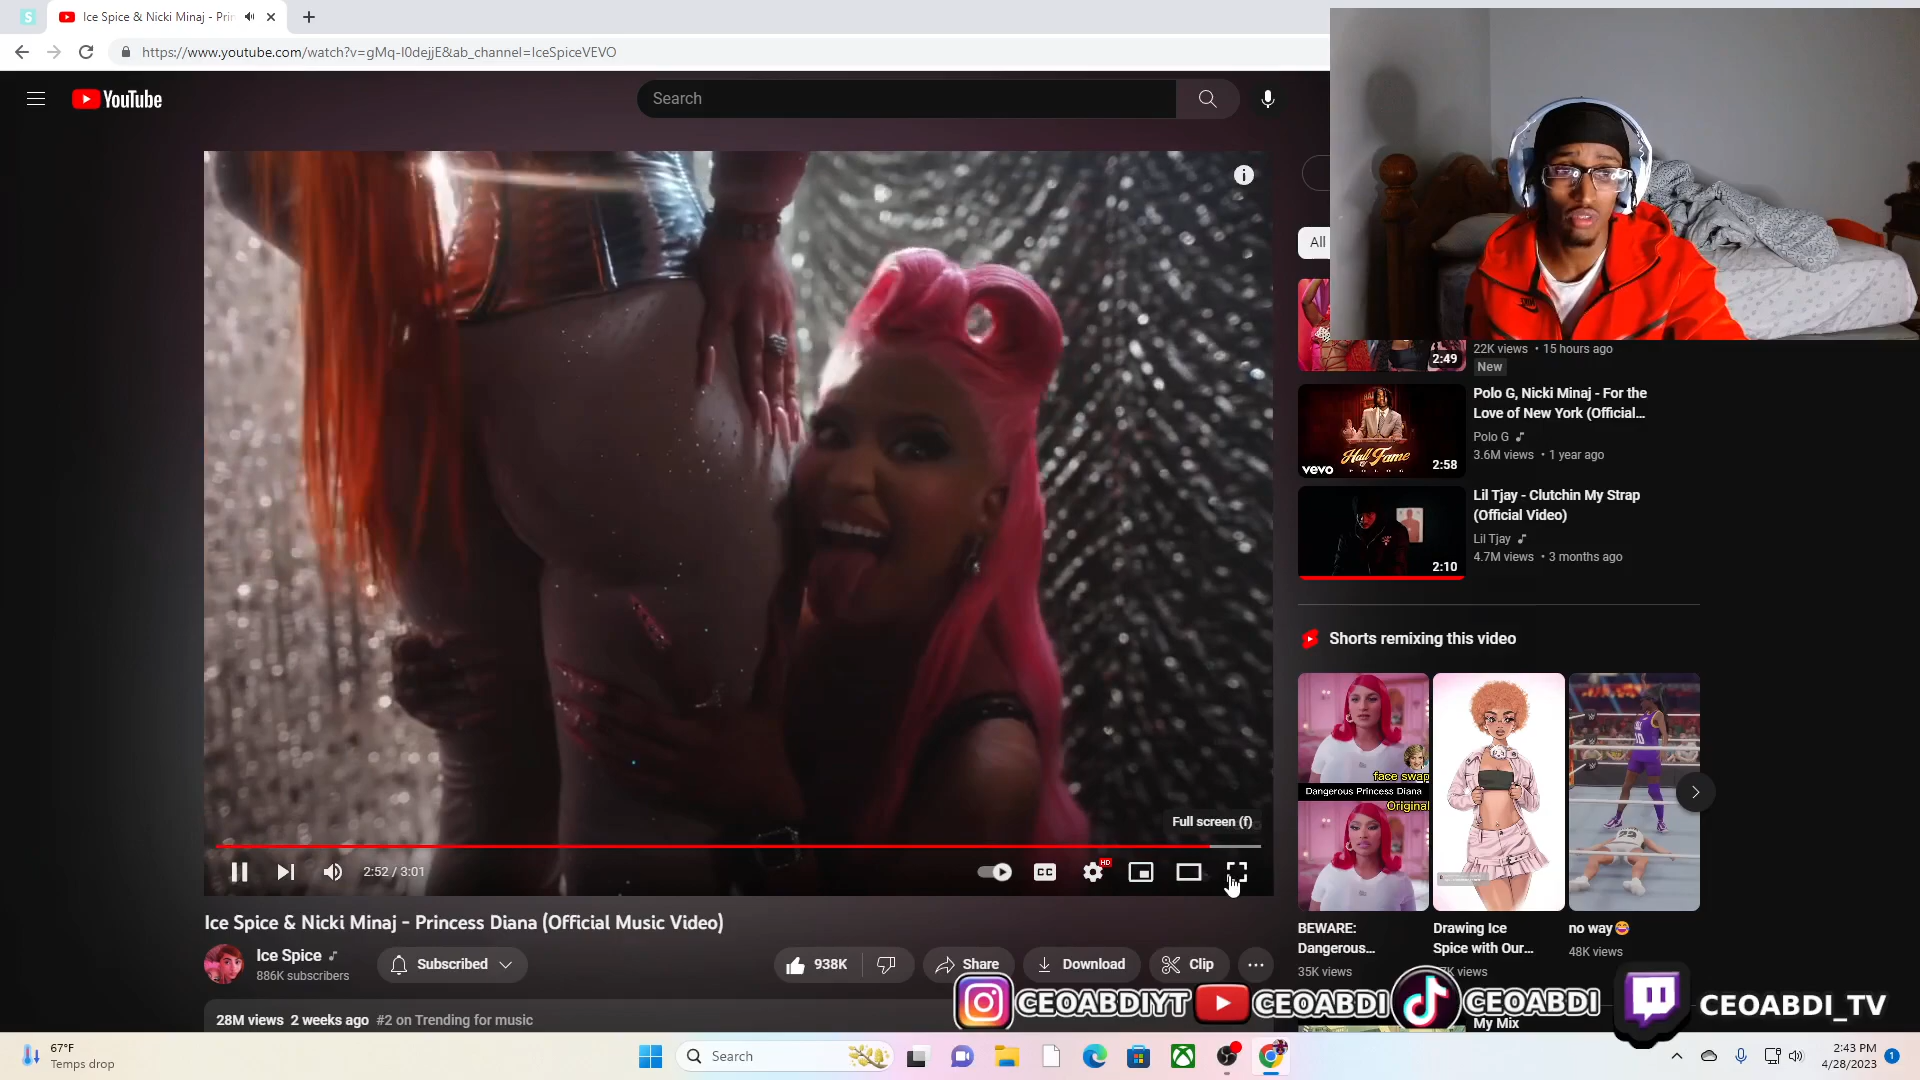 S
Ice Spice & Nicki Minaj - Prin
https://www.youtube.com/watch?v=gMq-I0dejjE&ab_channel=IceSpiceVEVO
YouTube
Search
i
All
2:49
22K views • 15 hours ago
New
Hall of Fame
vevo
2:58
Polo G, Nicki Minaj - For the
Love of New York (Official...
Polo G
3.6M views • 1 year ago
2:10
Lil Tjay - Clutchin My Strap
(Official Video)
Lil Tjay
4.7M views • 3 months ago
Shorts remixing this video
face swap
Dangerous Princess Diana
Original
BEWARE:
Dangerous...
35K views
Drawing Ice
Spice with Our...
K views
no way😂
48K views
Full screen (f)
2:52 / 3:01
CC
HD
Ice Spice & Nicki Minaj - Princess Diana (Official Music Video)
Ice Spice
886K subscribers
Subscribed
938K
Share
Download
Clip
28M views 2 weeks ago #2 on Trending for music
CEOABDIYT
CEOABDI
CEOABDI
CEOABDI_TV
My Mix
67°F
Temps drop
Search
2:43 PM
4/28/2023
1